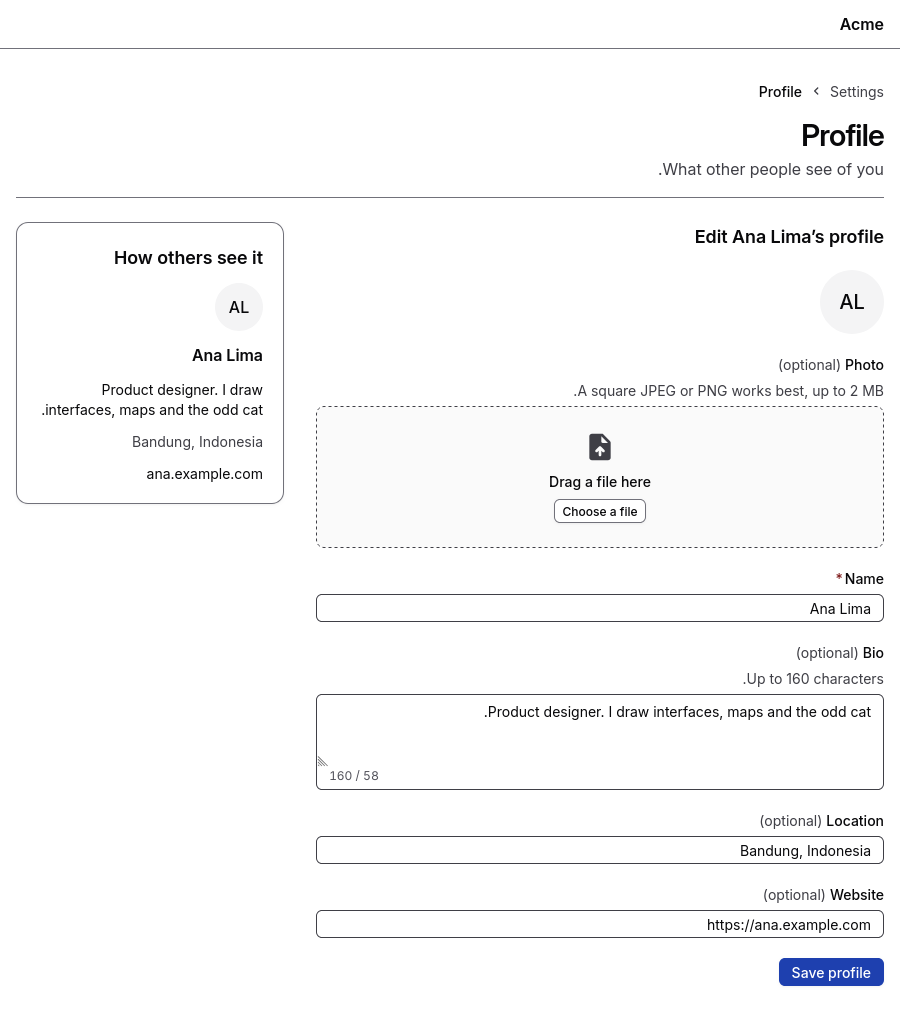 Acme
Profile ‹ Settings
Profile
.What other people see of you
Edit Ana Lima’s profile
AL
(optional) Photo
.A square JPEG or PNG works best, up to 2 MB
Drag a file here
Choose a file
* Name
Ana Lima
(optional) Bio
.Up to 160 characters
.Product designer. I draw interfaces, maps and the odd cat
160 / 58
(optional) Location
Bandung, Indonesia
(optional) Website
https://ana.example.com
Save profile
How others see it
AL
Ana Lima
Product designer. I draw
.interfaces, maps and the odd cat
Bandung, Indonesia
ana.example.com